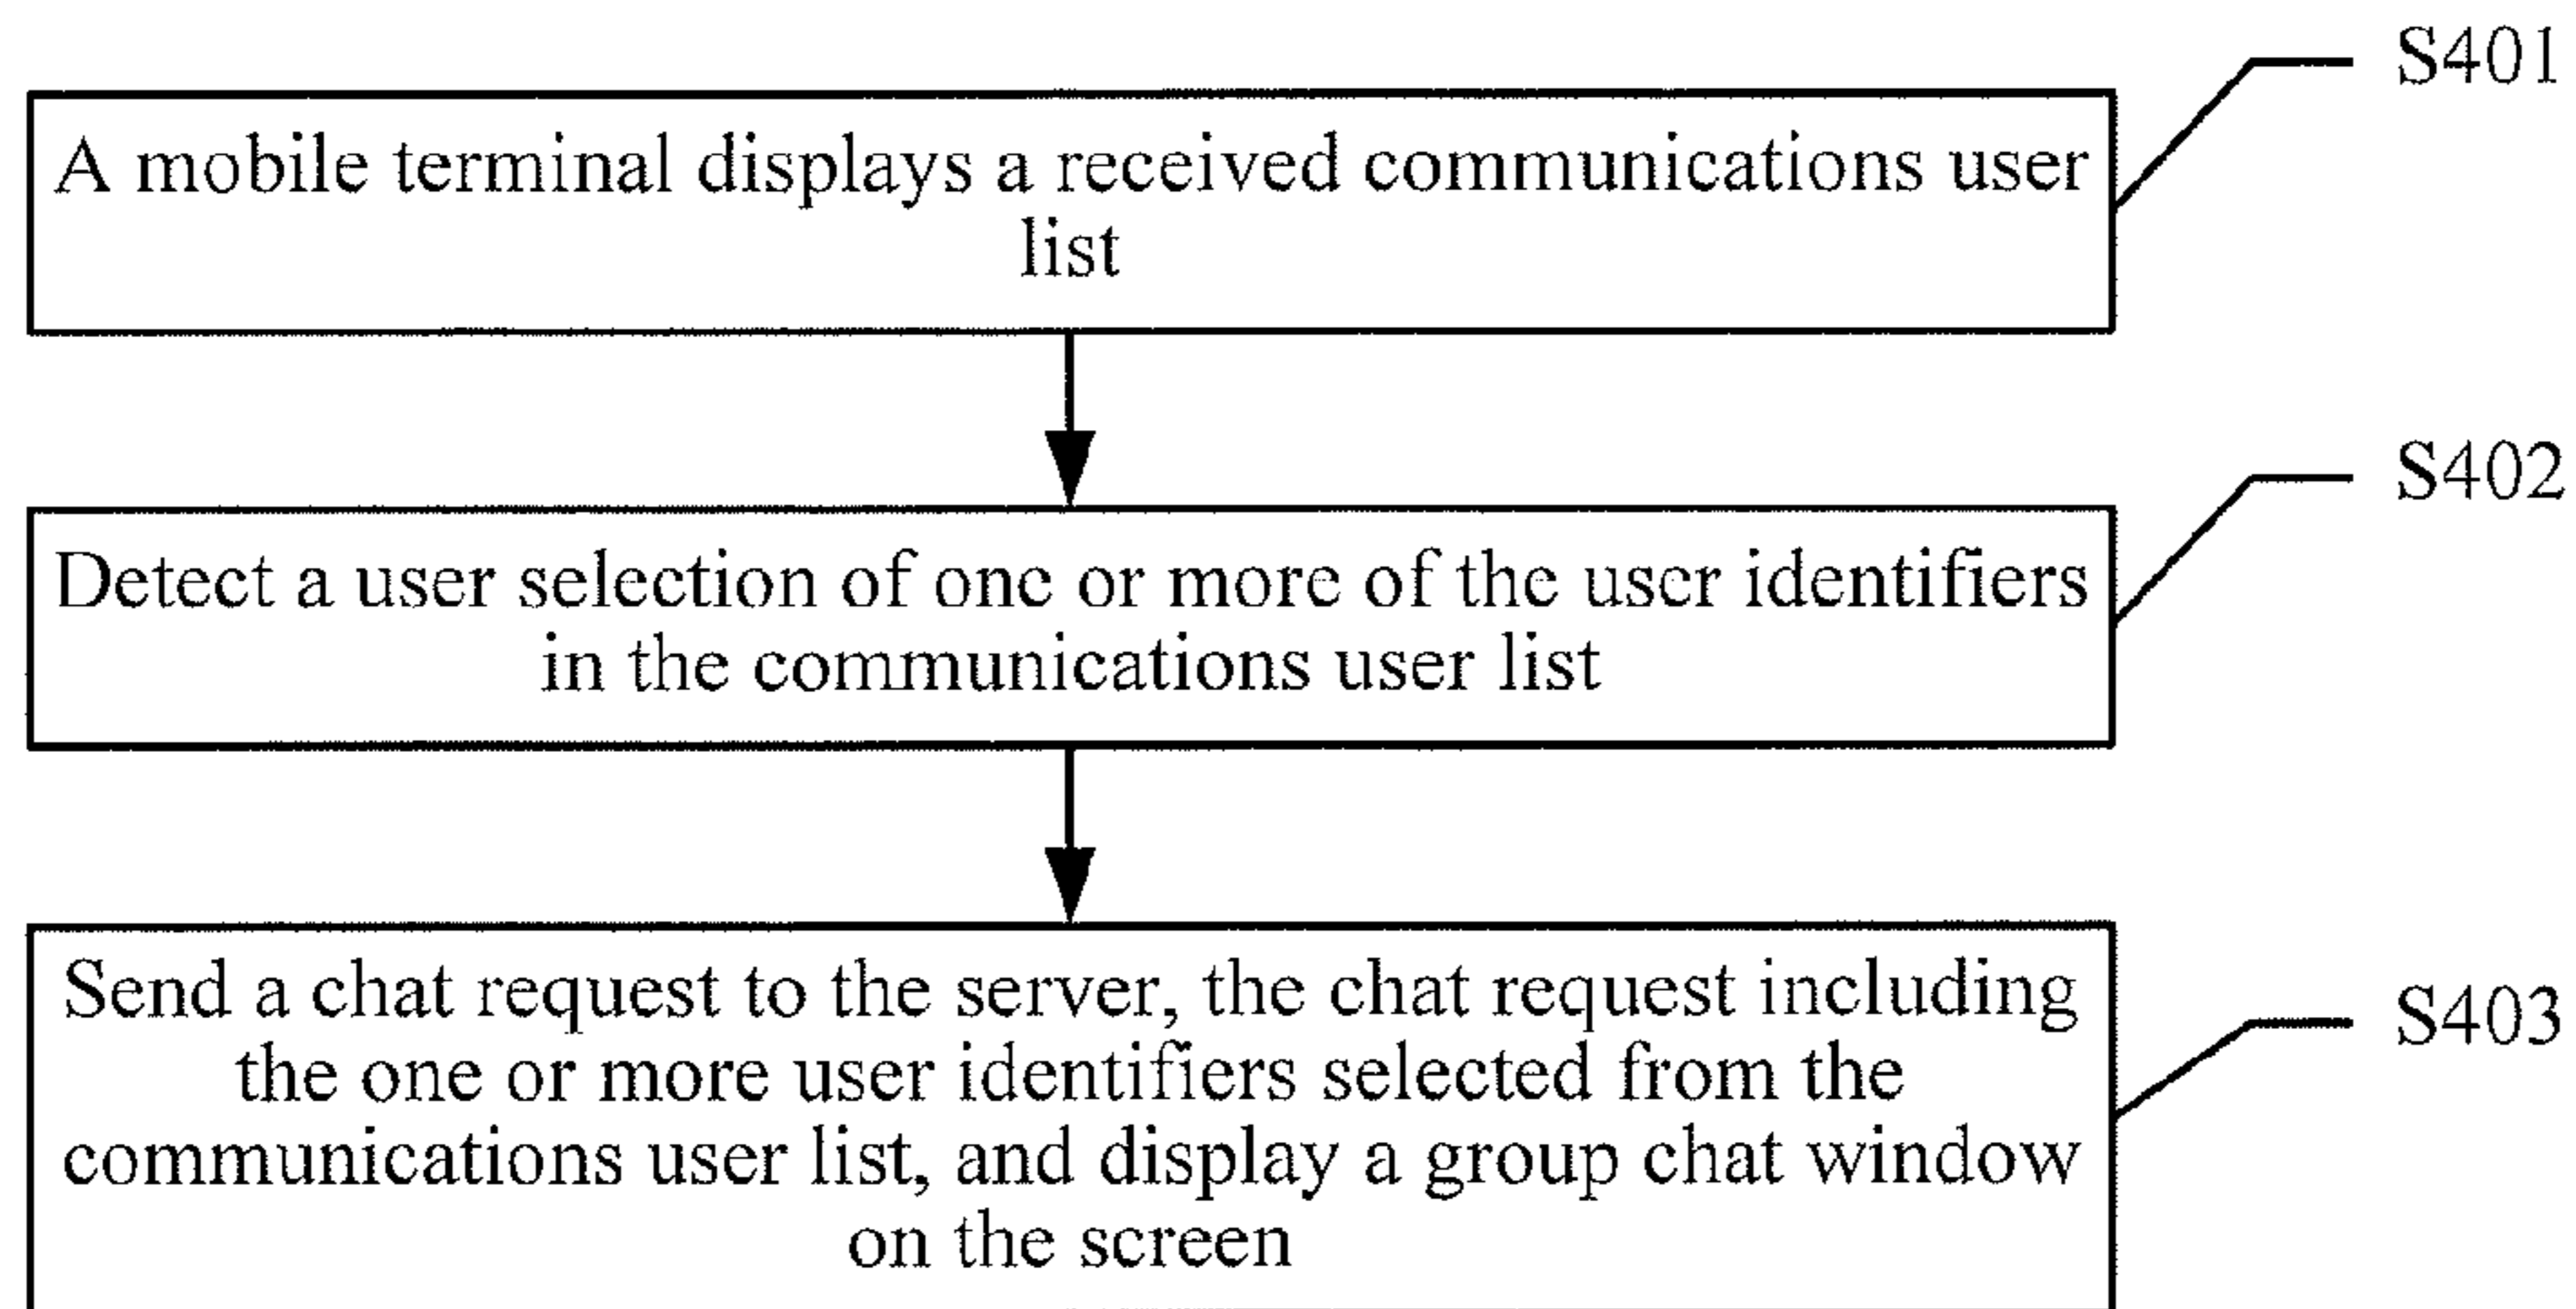 S401
A mobile terminal displays a received communications user
list
S402
Detect a user selection of one or more of the user identifiers
in the communications user list
S403
Send a chat request to the server, the chat request including
the one or more user identifiers selected from the
communications user list, and display a group chat window
on the screen